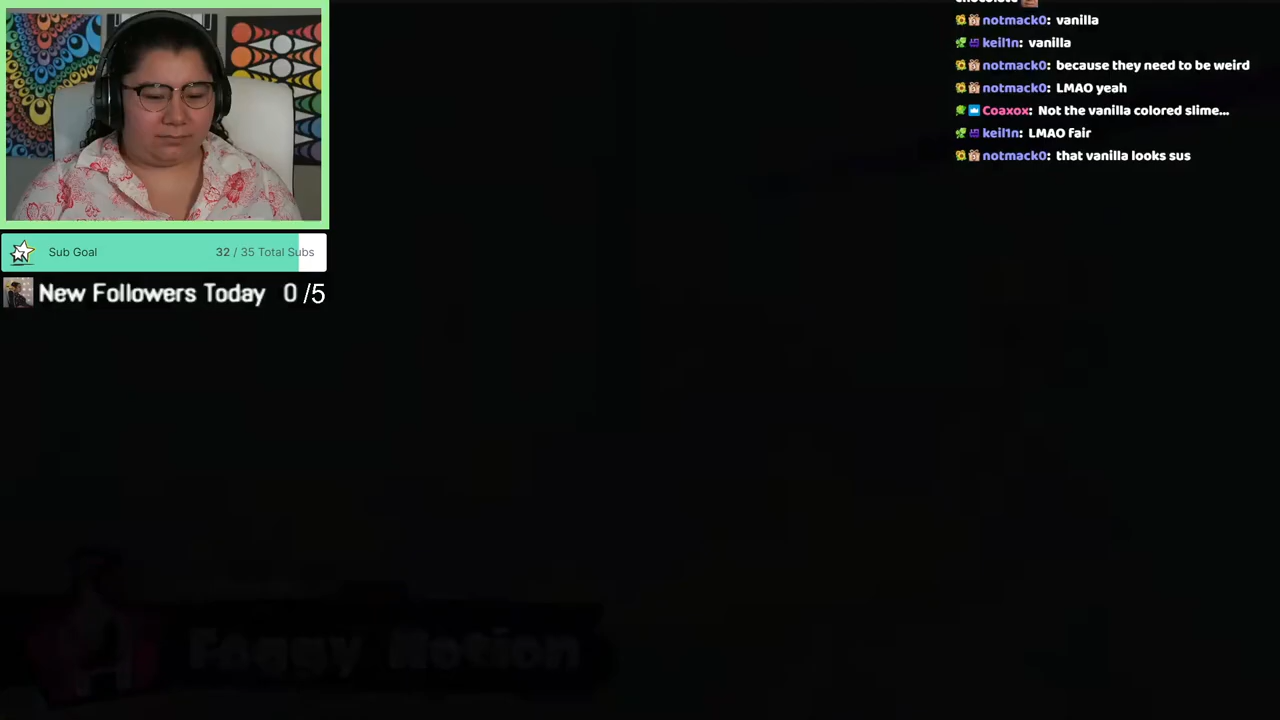 notmack0: vanilla
keil1n: vanilla
notmack0: because they need to be weird
notmack0: LMAO yeah
Coaxox: Not the vanilla colored slime...
keil1n: LMAO fair
notmack0: that vanilla looks sus
Sub Goal 32 / 35 Total Subs
New Followers Today 0 /5
Foggy Notion